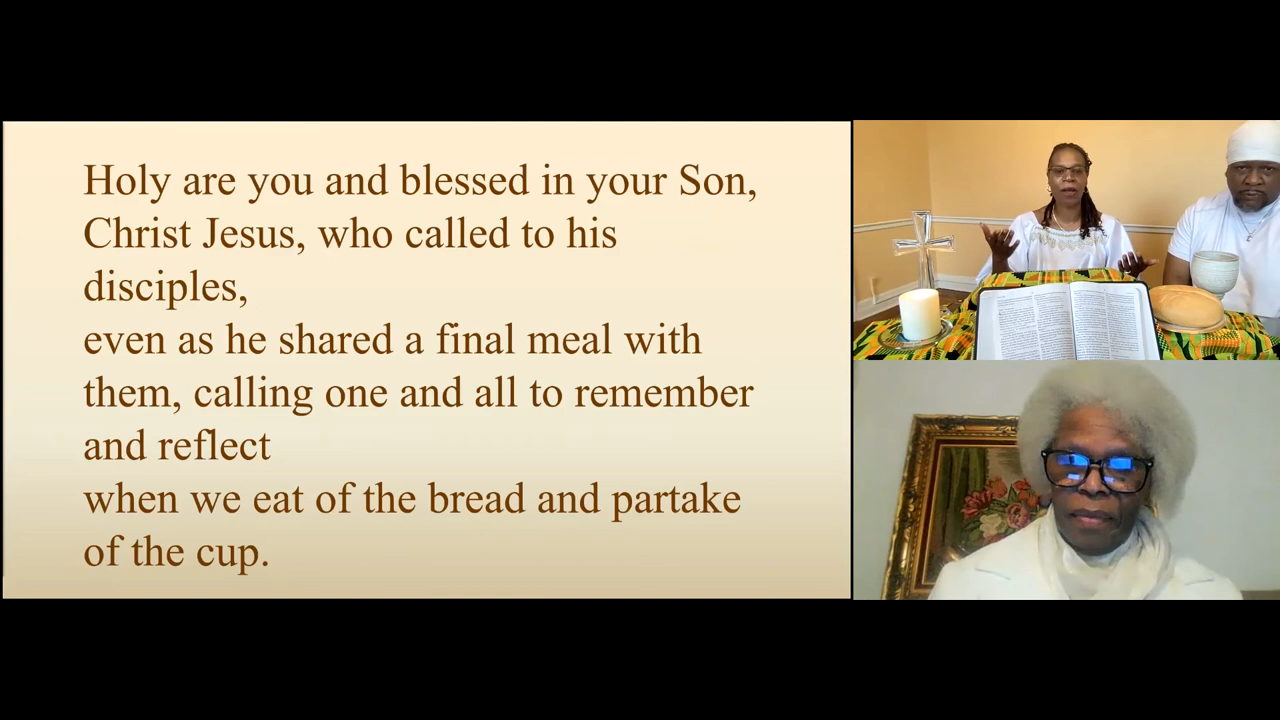 Holy are you and blessed in your Son,
Christ Jesus, who called to his
disciples,
even as he shared a final meal with
them, calling one and all to remember
and reflect
when we eat of the bread and partake
of the cup.